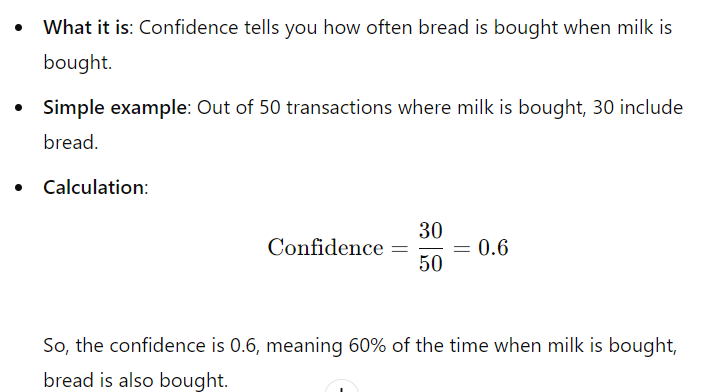 • What it is: Confidence tells you how often bread is bought when milk is
bought.
• Simple example: Out of 50 transactions where milk is bought, 30 include
bread.
• Calculation:
Confidence = 30/50 = 0.6
So, the confidence is 0.6, meaning 60% of the time when milk is bought,
bread is also bought.